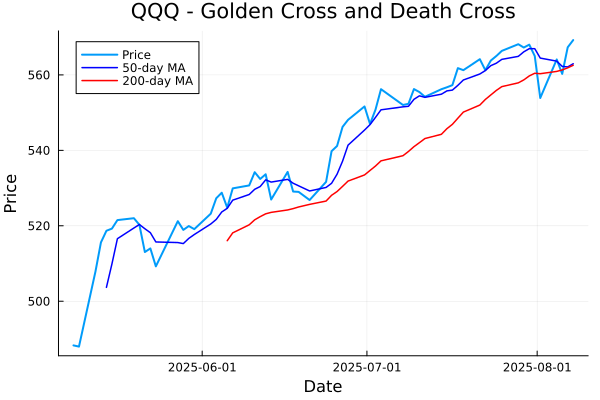 QQQ - Golden Cross and Death Cross
Price
50-day MA
200-day MA
Price
560
540
520
500
2025-06-01
2025-07-01
2025-08-01
Date